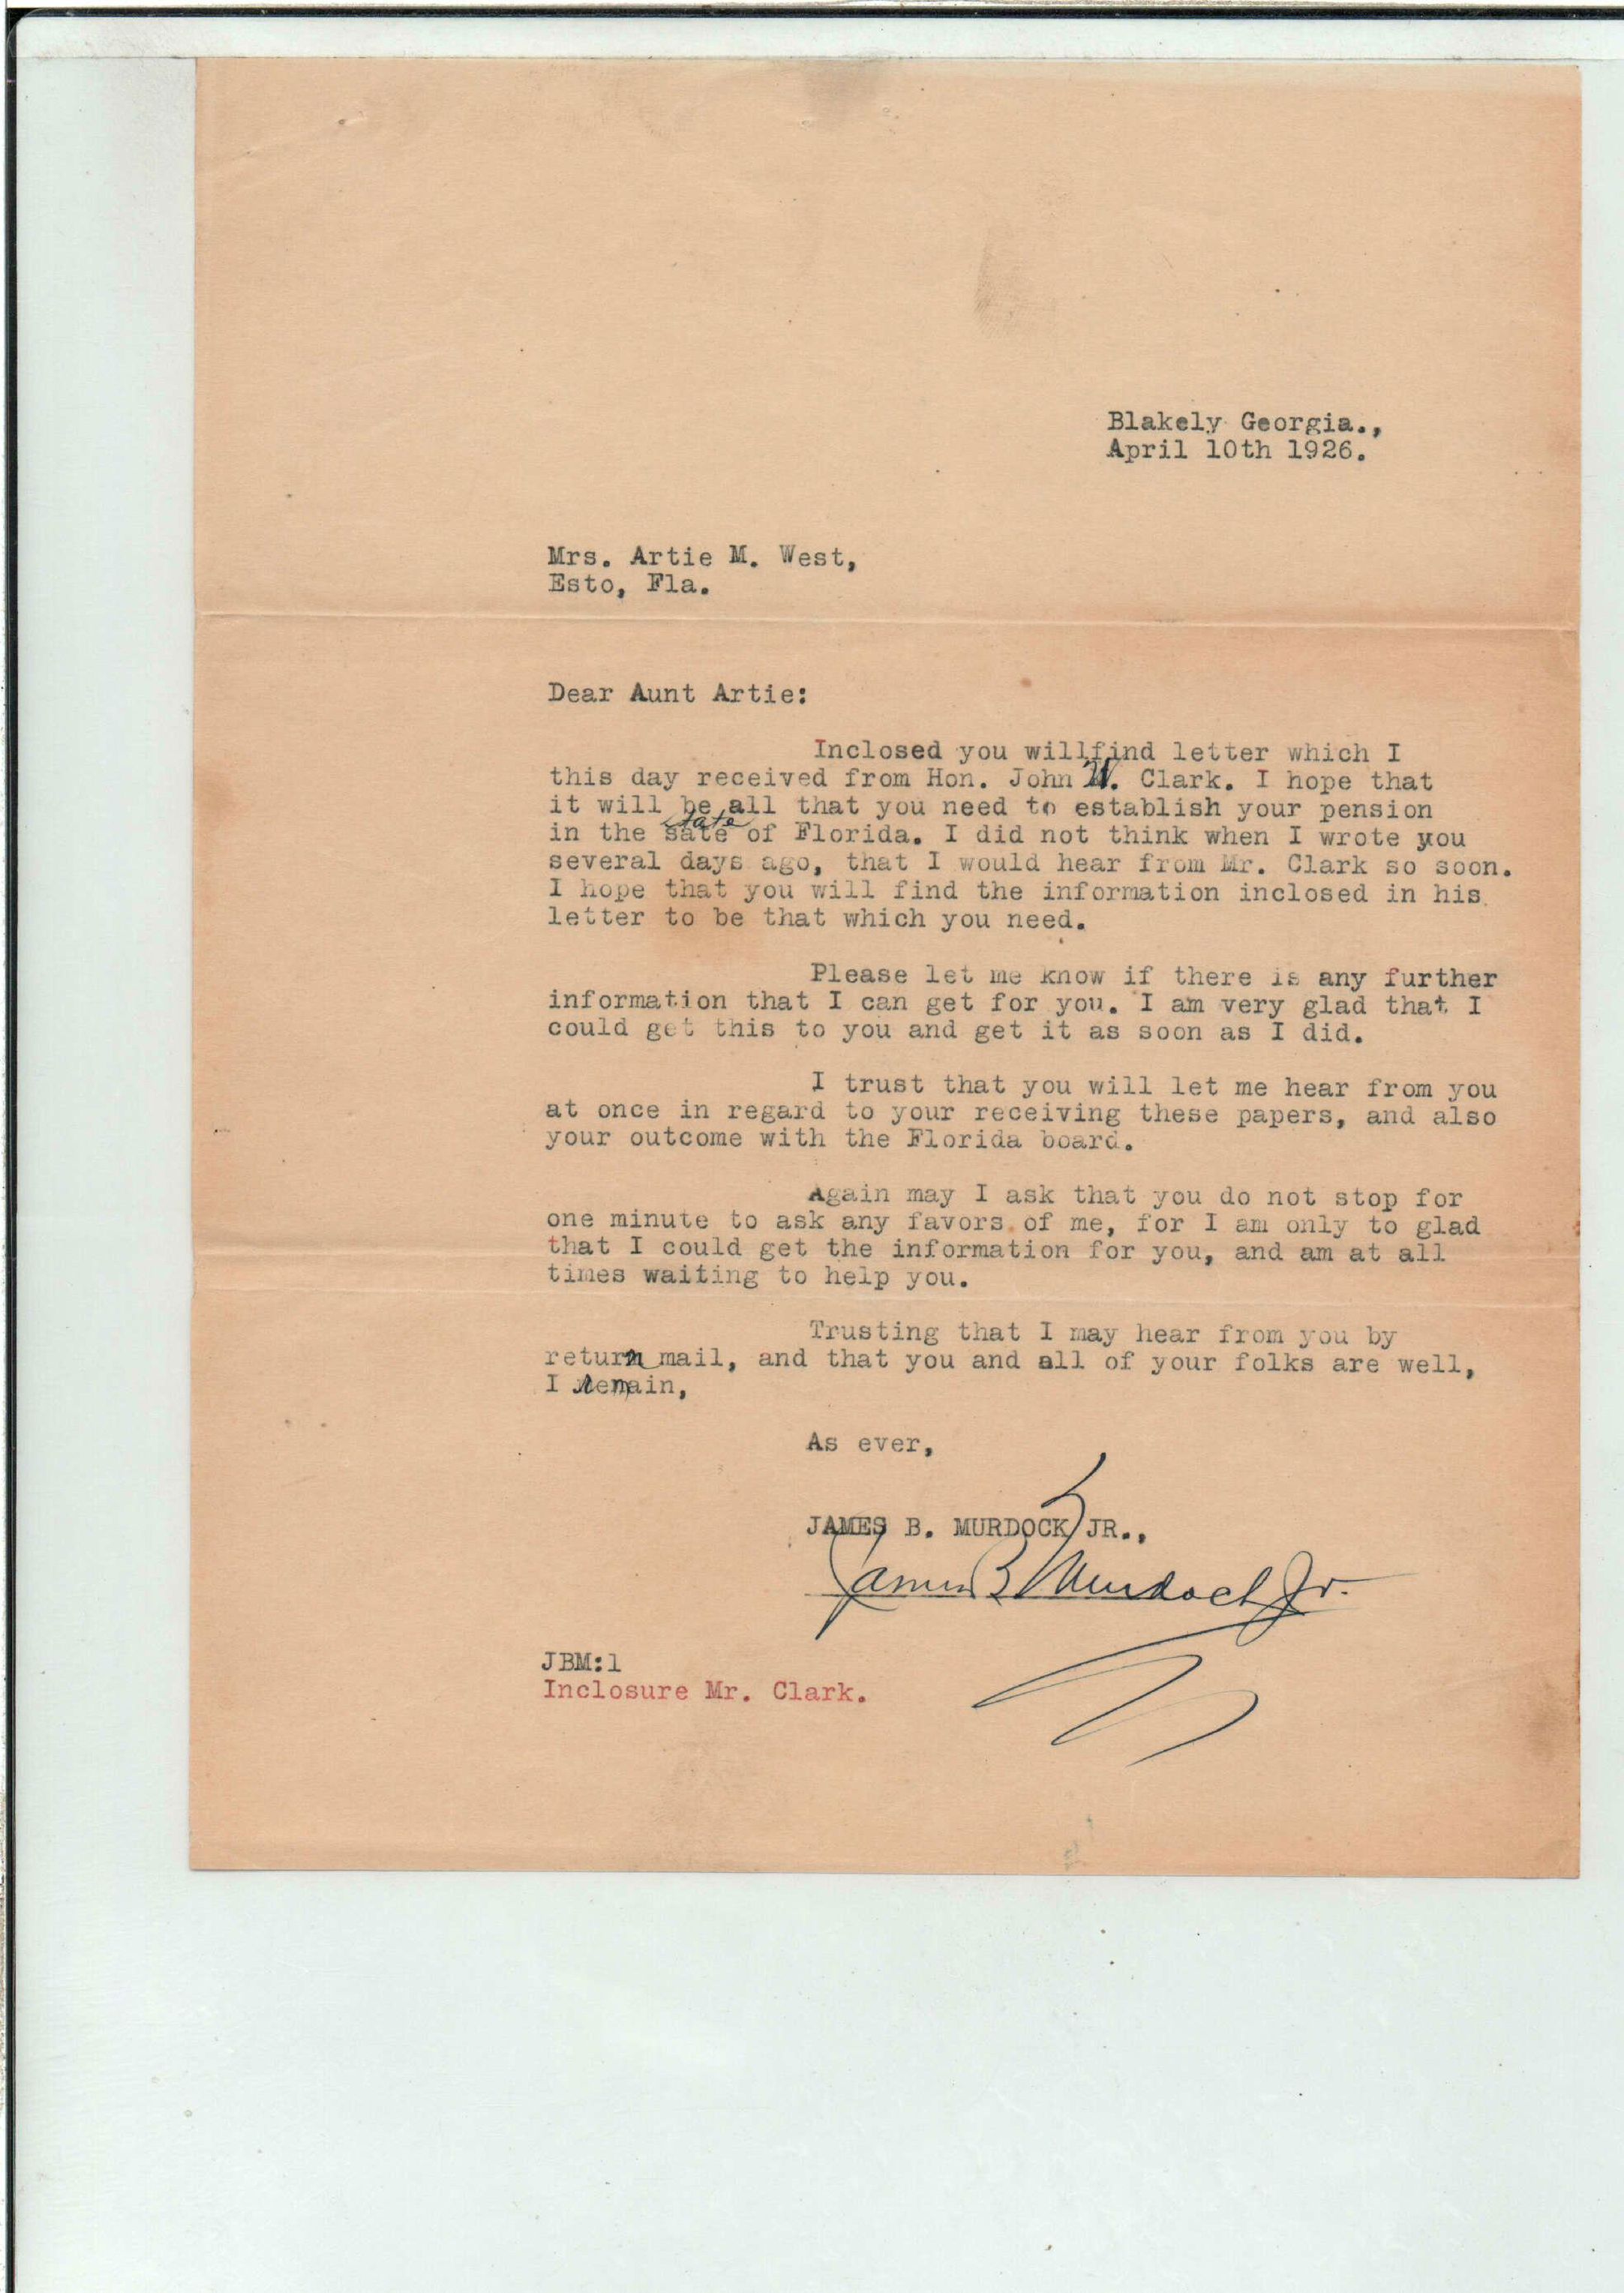 Blakely Georgia.,
April 10th 1926.
Mrs. Artie M. West,
Esto, Fla.
Dear Aunt Artie:
Inclosed you willfind letter which I
this day received from Hon. John W. Clark. I hope that
it will be all that you need to establish your pension
tate
in the sate of Florida. I did not think when I wrote you
several days ago, that I would hear from Mr. Clark so soon.
I hope that you will find the information inclosed in his
letter to be that which you need.
Please let me know if there is any further
information that I can get for you. I am very glad that I
could get this to you and get it as soon as I did.
I trust that you will let me hear from you
at once in regard to your receiving these papers, and also
your outcome with the Florida board.
Again may I ask that you do not stop for
one minute to ask any favors of me, for I am only to glad
that I could get the information for you, and am at all
times waiting to help you.
Trusting that I may hear from you by
return mail, and that you and all of your folks are well,
I remain,
As ever,
JAMES B. MURDOCK JR.,
James B Murdock Jr.
JBM:l
Inclosure Mr. Clark.